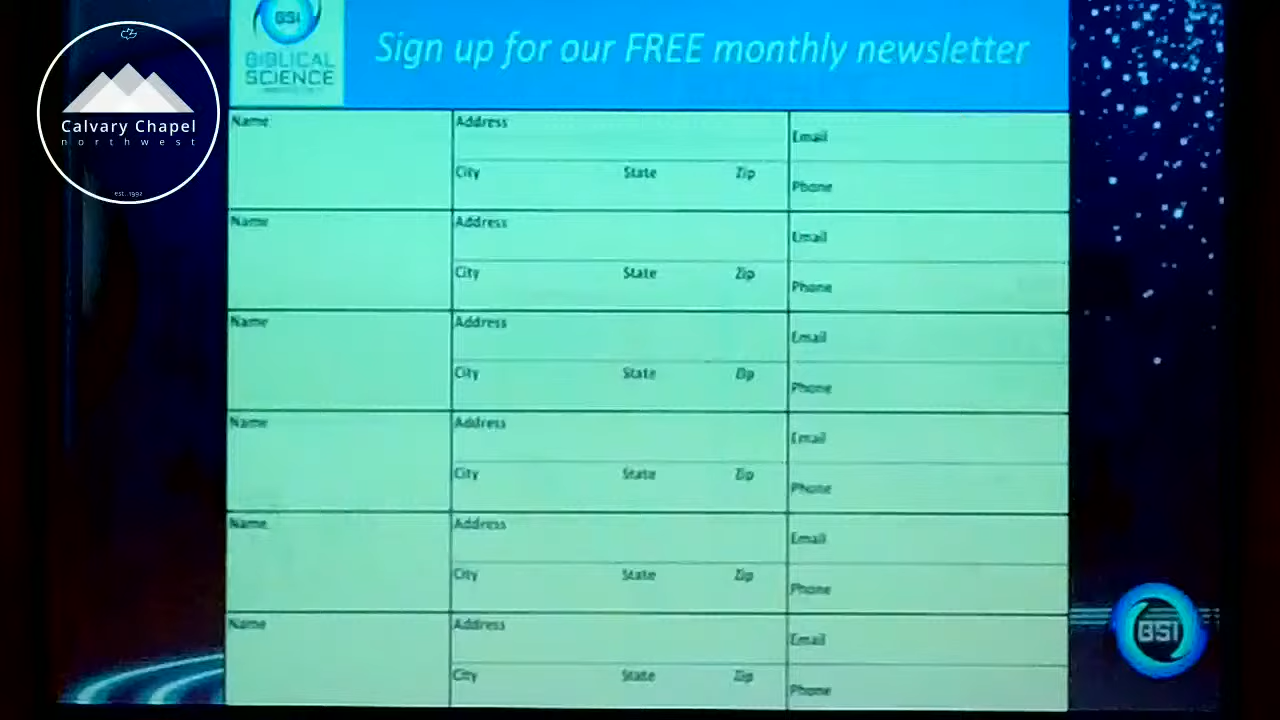 Calvary Chapel
northwest
est. 1992
BSI
BIBLICAL
SCIENCE
Sign up for our FREE monthly newsletter
Name Address Email
City State Zip Phone
Name Address Email
City State Zip Phone
Name Address Email
City State Zip Phone
Name Address Email
City State Zip Phone
Name Address Email
City State Zip Phone
Name Address Email
City State Zip Phone
BSI